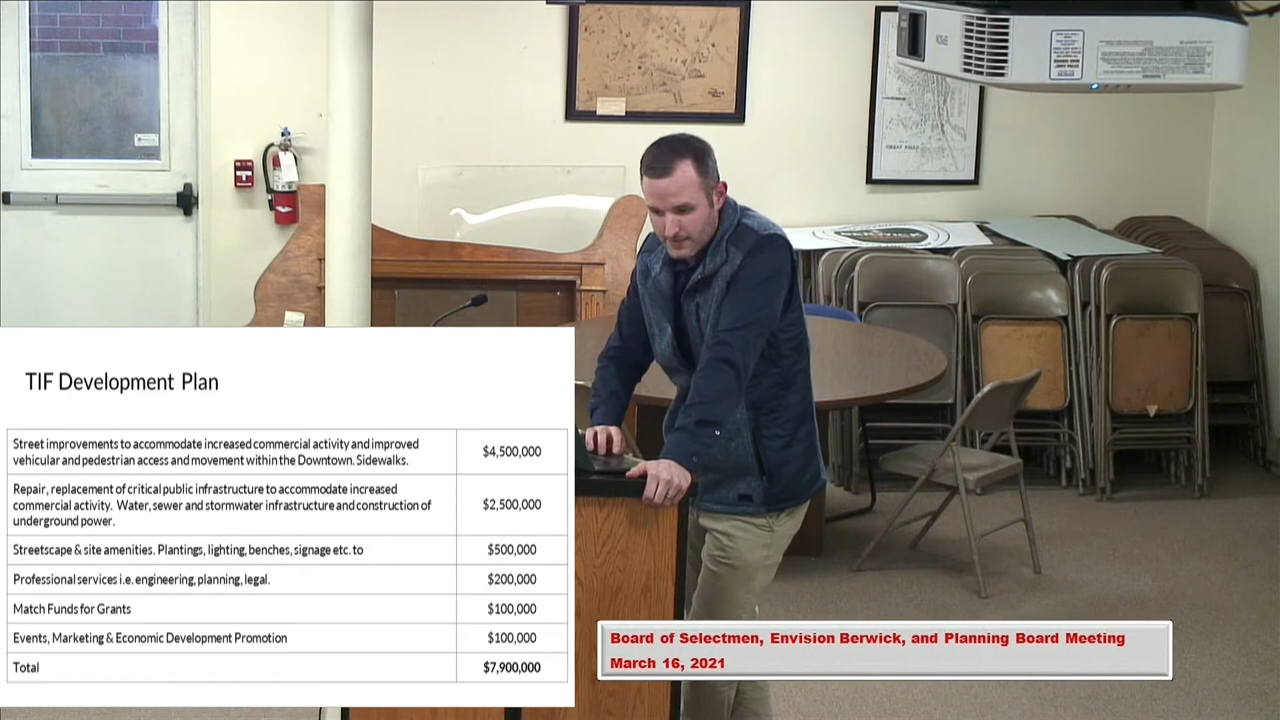 EPSON
TIF Development Plan
Street improvements to accommodate increased commercial activity and improved
vehicular and pedestrian access and movement within the Downtown. Sidewalks.
$4,500,000
Repair, replacement of critical public infrastructure to accommodate increased
commercial activity. Water, sewer and stormwater infrastructure and construction of
underground power.
$2,500,000
Streetscape & site amenities. Plantings, lighting, benches, signage etc. to
$500,000
Professional services i.e. engineering, planning, legal.
$200,000
Match Funds for Grants
$100,000
Events, Marketing & Economic Development Promotion
$100,000
Total
$7,900,000
Board of Selectmen, Envision Berwick, and Planning Board Meeting
March 16, 2021